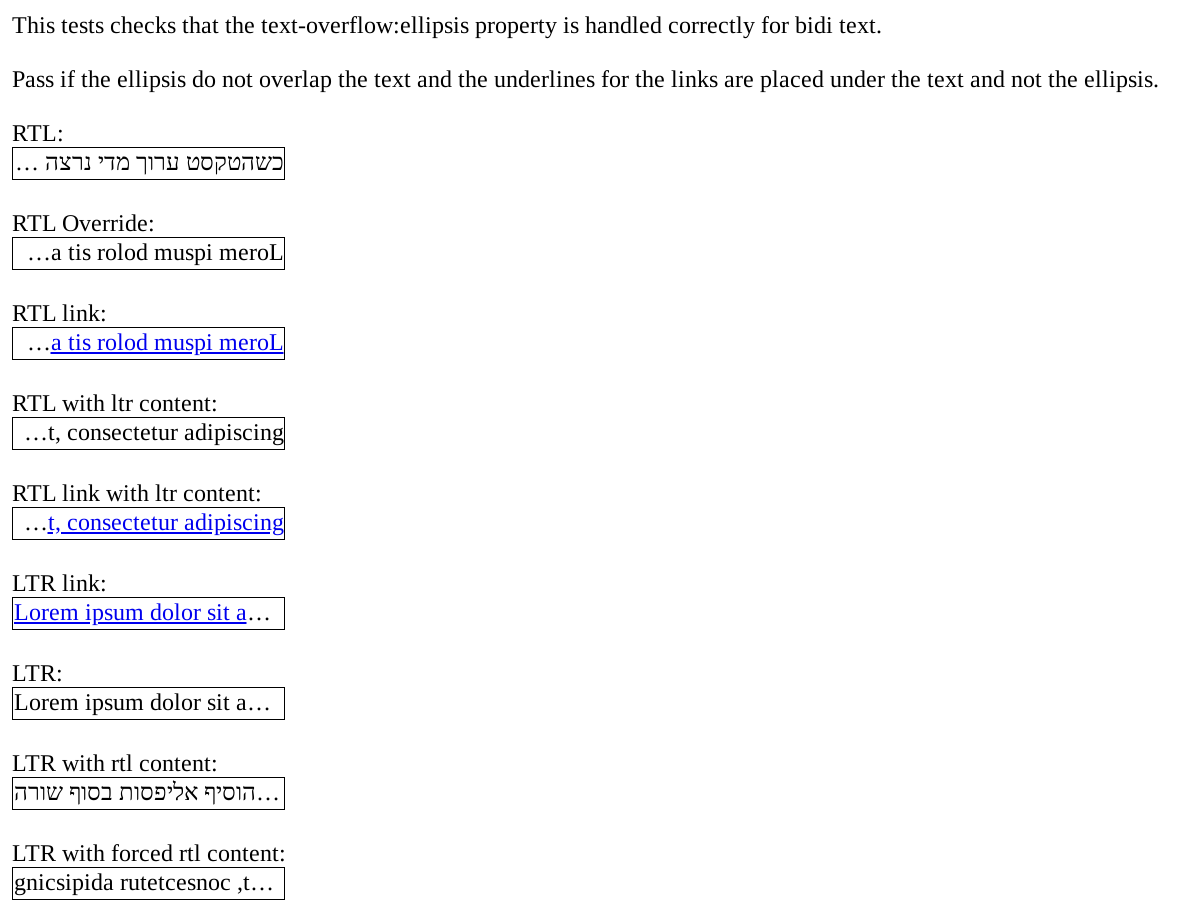 This tests checks that the text-overflow:ellipsis property is handled correctly for bidi text.
Pass if the ellipsis do not overlap the text and the underlines for the links are placed under the text and not the ellipsis.
RTL:
כשהטקסט ערוך מדי נרצה …
RTL Override:
…a tis rolod muspi meroL
RTL link:
…a tis rolod muspi meroL
RTL with ltr content:
…t, consectetur adipiscing
RTL link with ltr content:
…t, consectetur adipiscing
LTR link:
Lorem ipsum dolor sit a…
LTR:
Lorem ipsum dolor sit a…
LTR with rtl content:
הוסיף אליפסות בסוף שורה…
LTR with forced rtl content:
gnicsipida rutetcesnoc ,t…